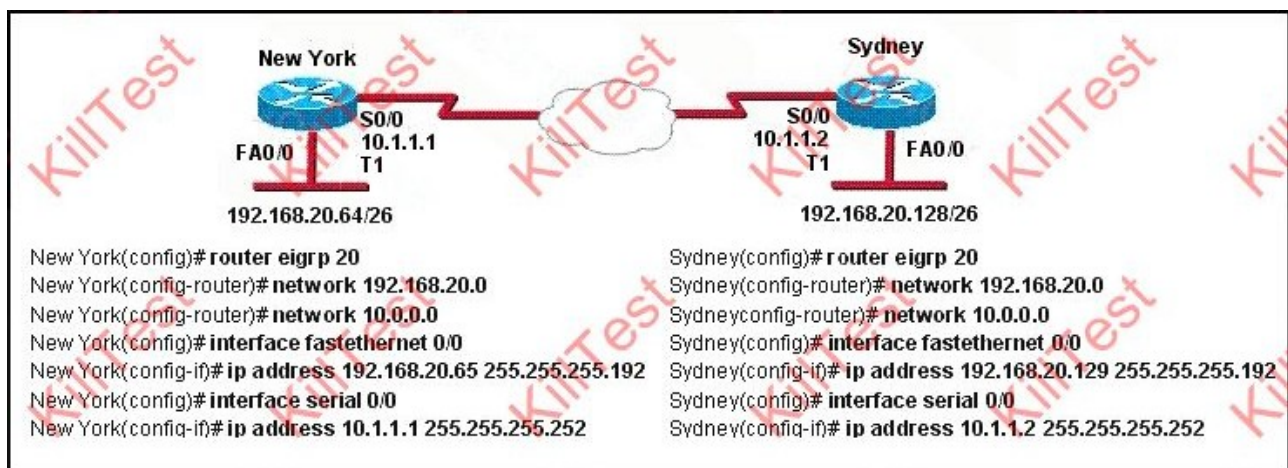 New York
Sydney
S0/0
10.1.1.1
T1
FA0/0
S0/0
10.1.1.2
T1
FA0/0
192.168.20.64/26
192.168.20.128/26
New York(config)# router eigrp 20
New York(config-router)# network 192.168.20.0
New York(config-router)# network 10.0.0.0
New York(config)# interface fastethernet 0/0
New York(config-if)# ip address 192.168.20.65 255.255.255.192
New York(config)# interface serial 0/0
New York(config-if)# ip address 10.1.1.1 255.255.255.252
Sydney(config)# router eigrp 20
Sydney(config-router)# network 192.168.20.0
Sydneyconfig-router)# network 10.0.0.0
Sydney(config)# interface fastethernet 0/0
Sydney(config-if)# ip address 192.168.20.129 255.255.255.192
Sydney(config)# interface serial 0/0
Sydney(config-if)# ip address 10.1.1.2 255.255.255.252
KillTest
KillTest
KillTest
KillTest
KillTest
KillTest
KillTest
KillTest